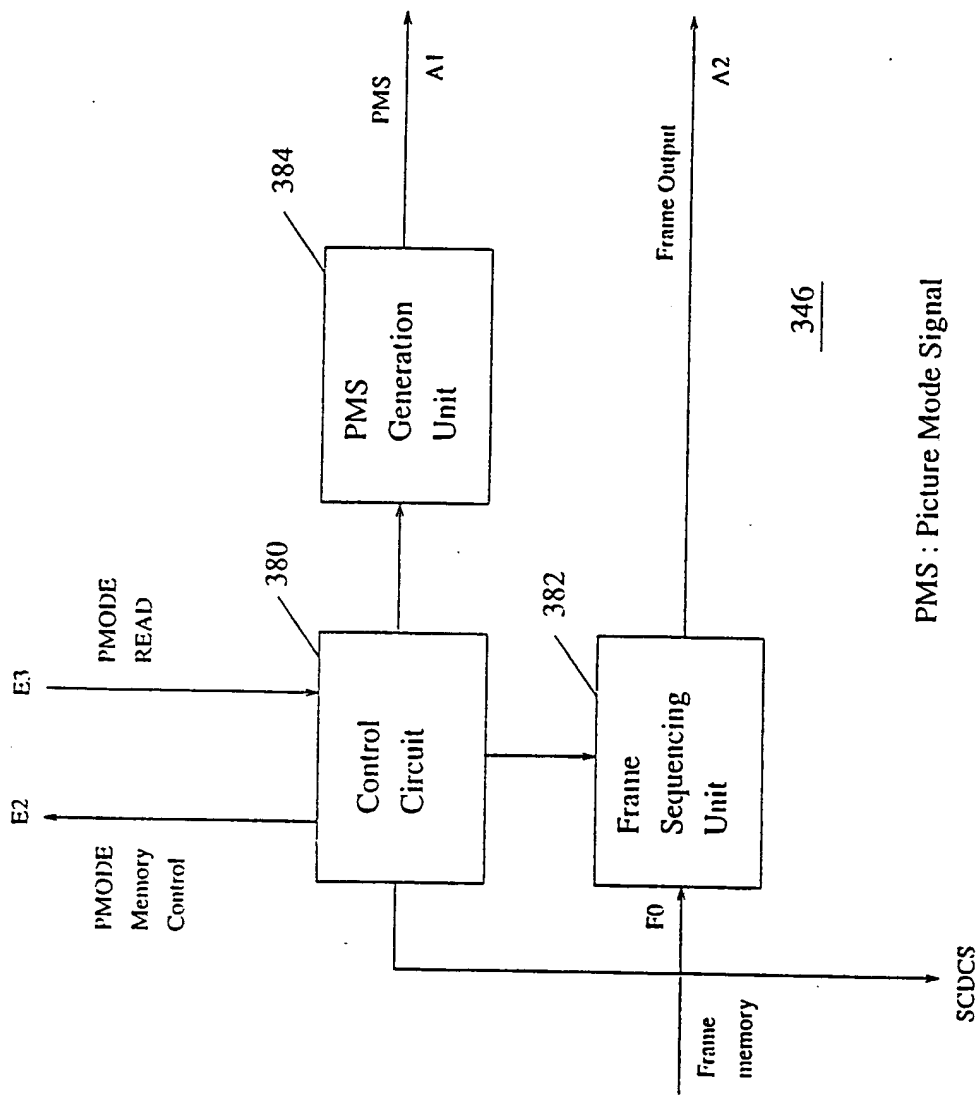 E2
E3
PMODE
Memory
Control
PMODE
READ
380
Control
Circuit
384
PMS
Generation
Unit
PMS
A1
Frame
memory
F0
382
Frame
Sequencing
Unit
Frame Output
A2
SCDCS
346
PMS : Picture Mode Signal